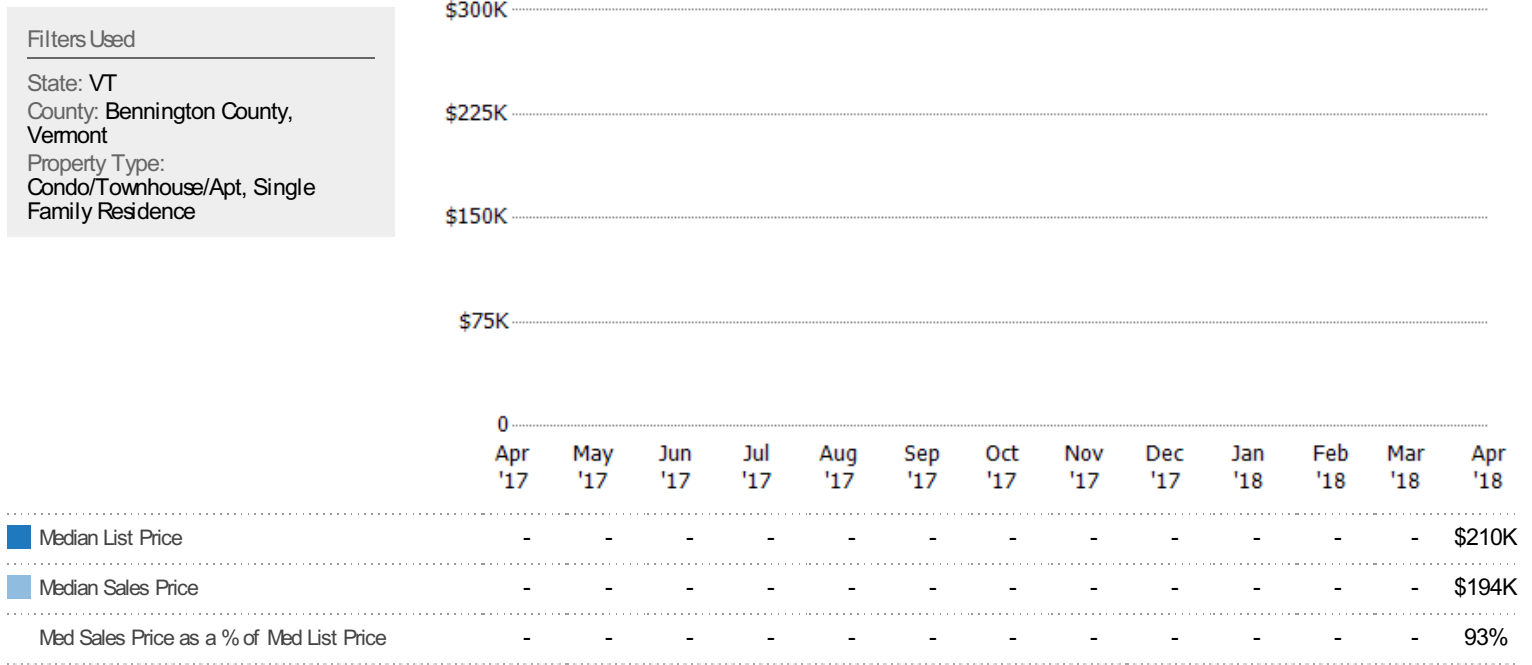 Filters Used
State: VT
County: Bennington County,
Vermont
Property Type:
Condo/Townhouse/Apt, Single
Family Residence
$300K
$225K
$150K
$75K
0
Apr May Jun Jul Aug Sep Oct Nov Dec Jan Feb Mar Apr
'17 '17 '17 '17 '17 '17 '17 '17 '17 '18 '18 '18 '18
Median List Price - - - - - - - - - - - - $210K
Median Sales Price - - - - - - - - - - - - $194K
Med Sales Price as a % of Med List Price - - - - - - - - - - - - 93%